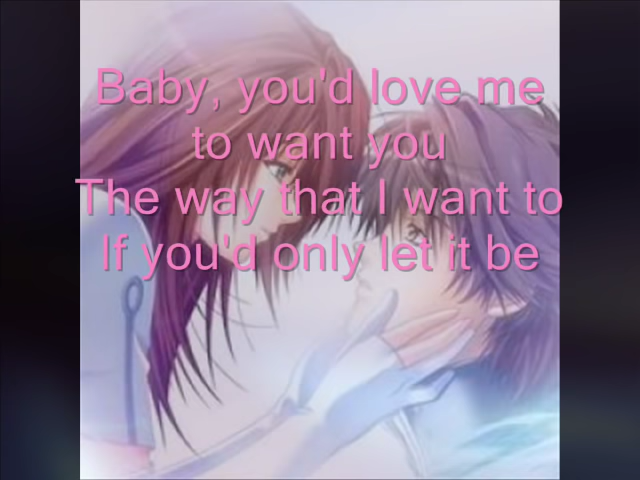 Baby, you'd love me
to want you
The way that I want to
If you'd only let it be